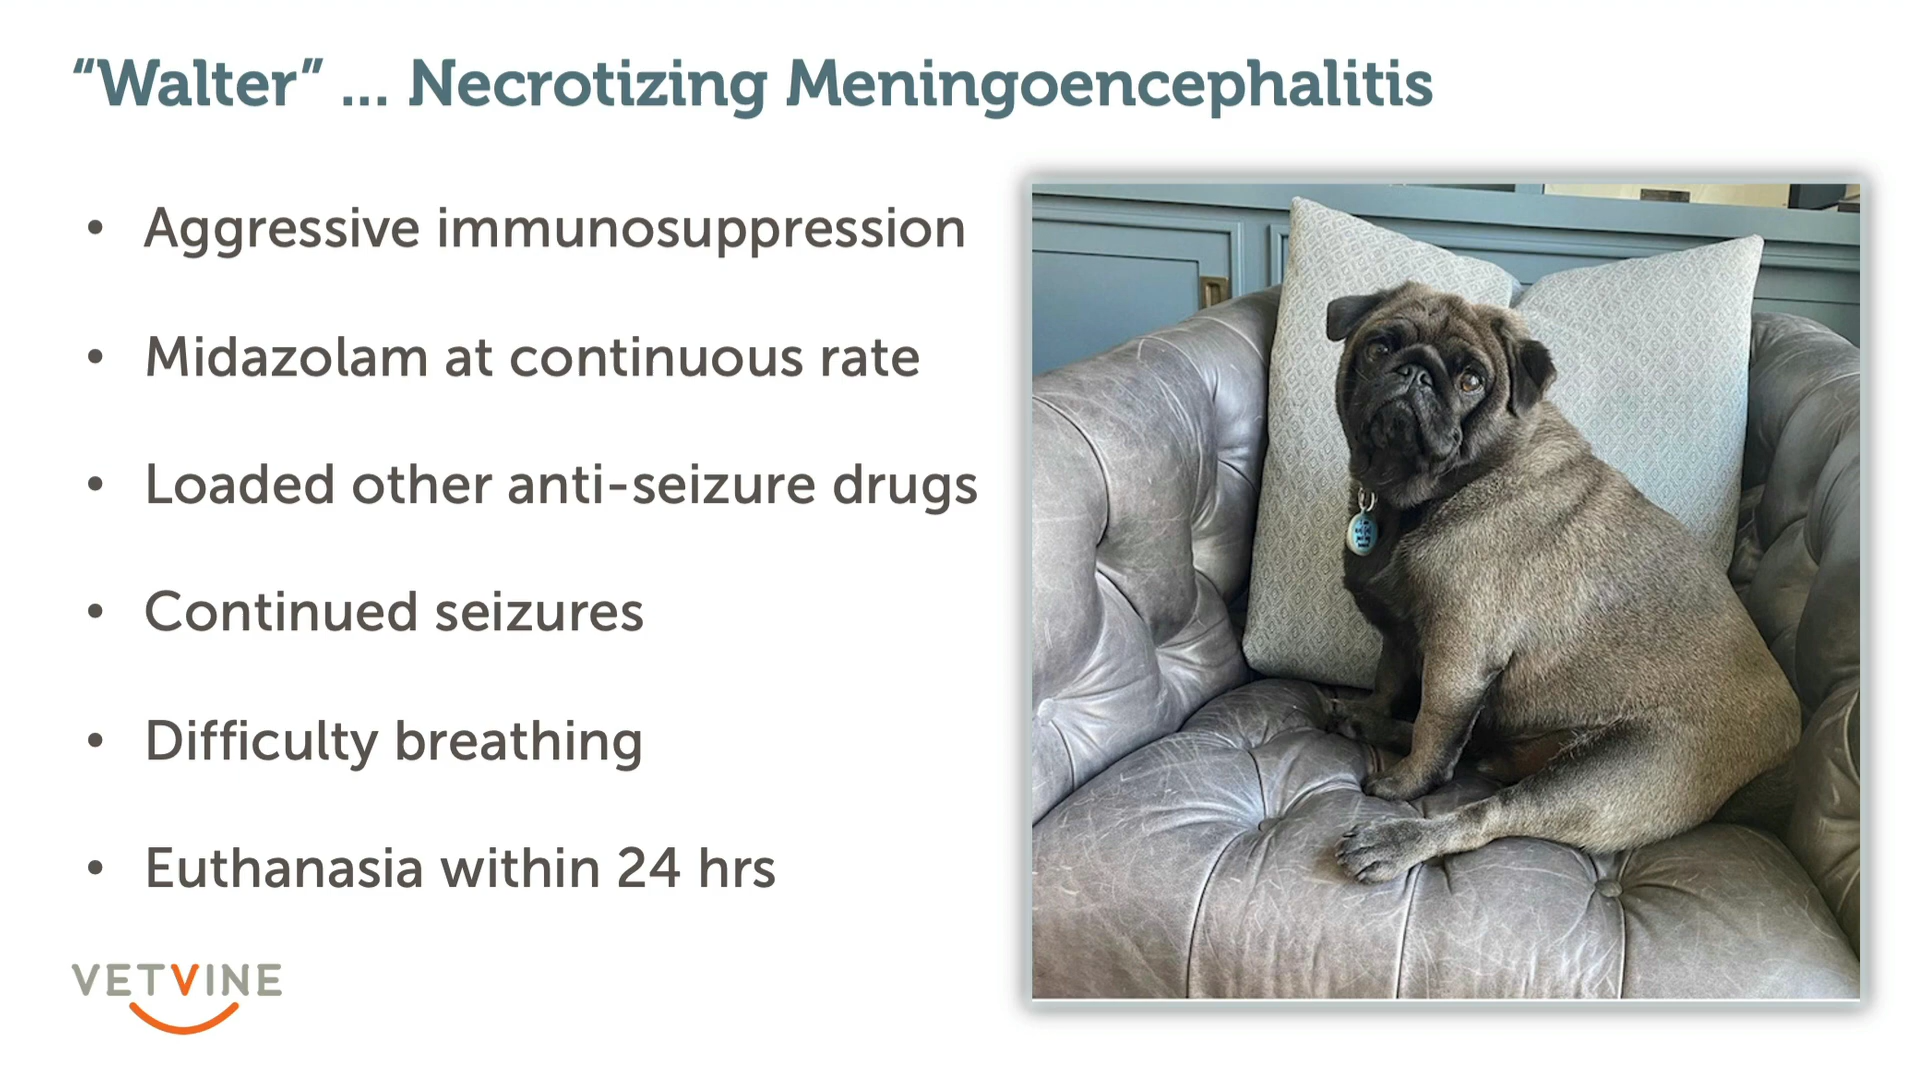 “Walter” ... Necrotizing Meningoencephalitis
• Aggressive immunosuppression
• Midazolam at continuous rate
• Loaded other anti-seizure drugs
• Continued seizures
• Difficulty breathing
• Euthanasia within 24 hrs
VETVINE